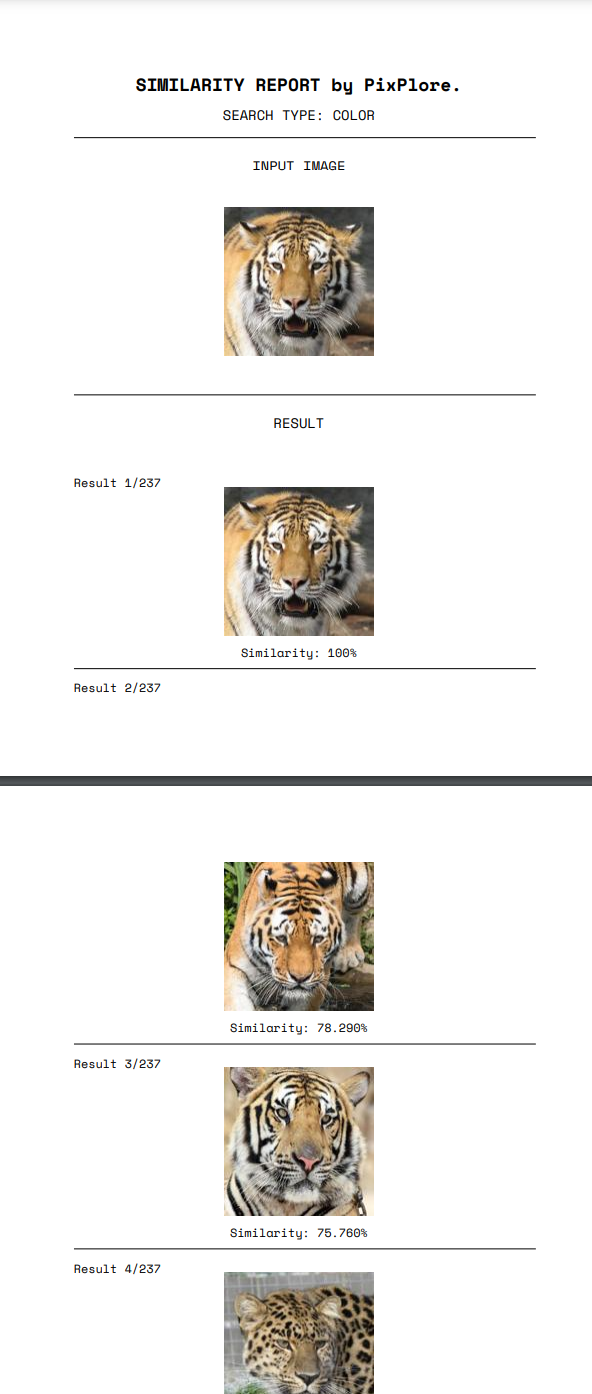 SIMILARITY REPORT by PixPlore.
SEARCH TYPE: COLOR
INPUT IMAGE
RESULT
Result 1/237
Similarity: 100%
Result 2/237
Similarity: 78.290%
Result 3/237
Similarity: 75.760%
Result 4/237